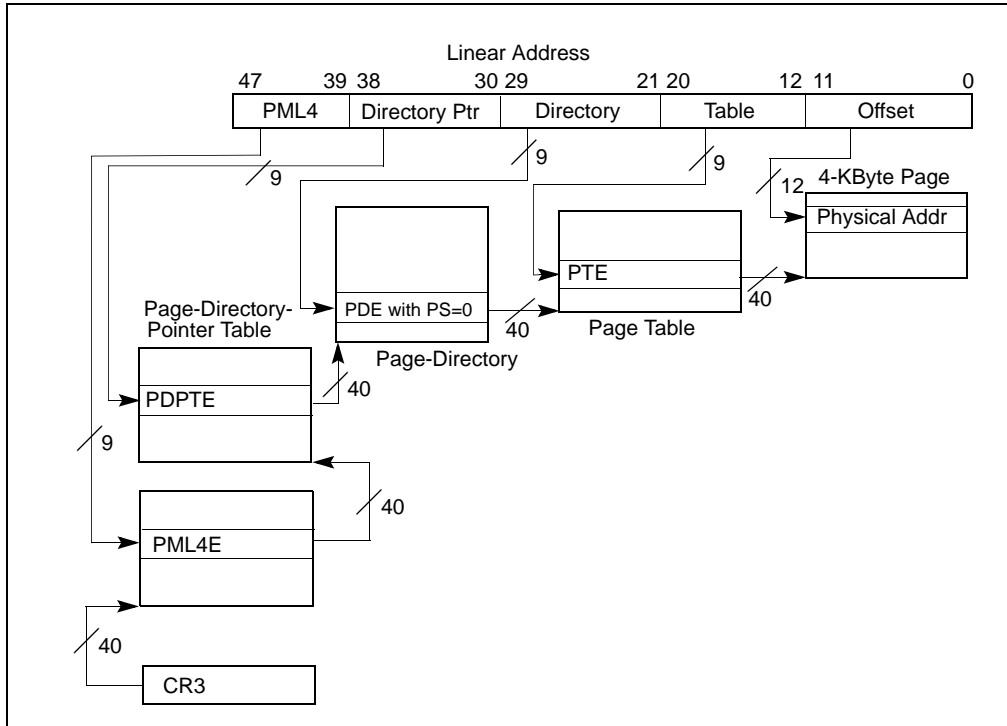 Linear Address
47 39 38 30 29 21 20 12 11 0
PML4 Directory Ptr Directory Table Offset
9
9
9
12
4-KByte Page
Physical Addr
PTE
40
Page Table
PDE with PS=0
40
Page-Directory
Page-Directory-
Pointer Table
PDPTE
40
9
40
PML4E
40
CR3